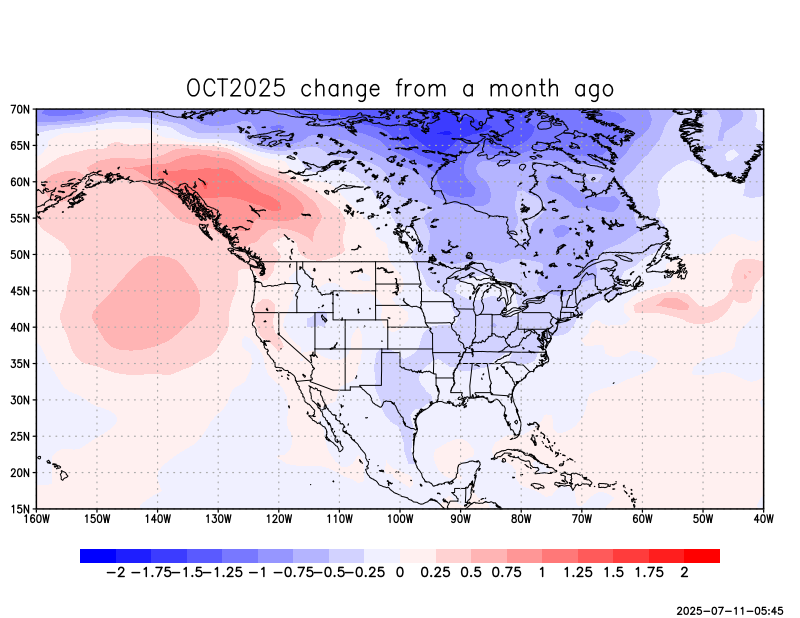 OCT2025 change from a month ago
70N
65N
60N
55N
50N
45N
40N
35N
30N
25N
20N
15N
160W 150W 140W 130W 120W 110W 100W 90W 80W 70W 60W 50W 40W
−2 −1.75 −1.5 −1.25 −1 −0.75 −0.5 −0.25 0 0.25 0.5 0.75 1 1.25 1.5 1.75 2
2025-07-11-05:45